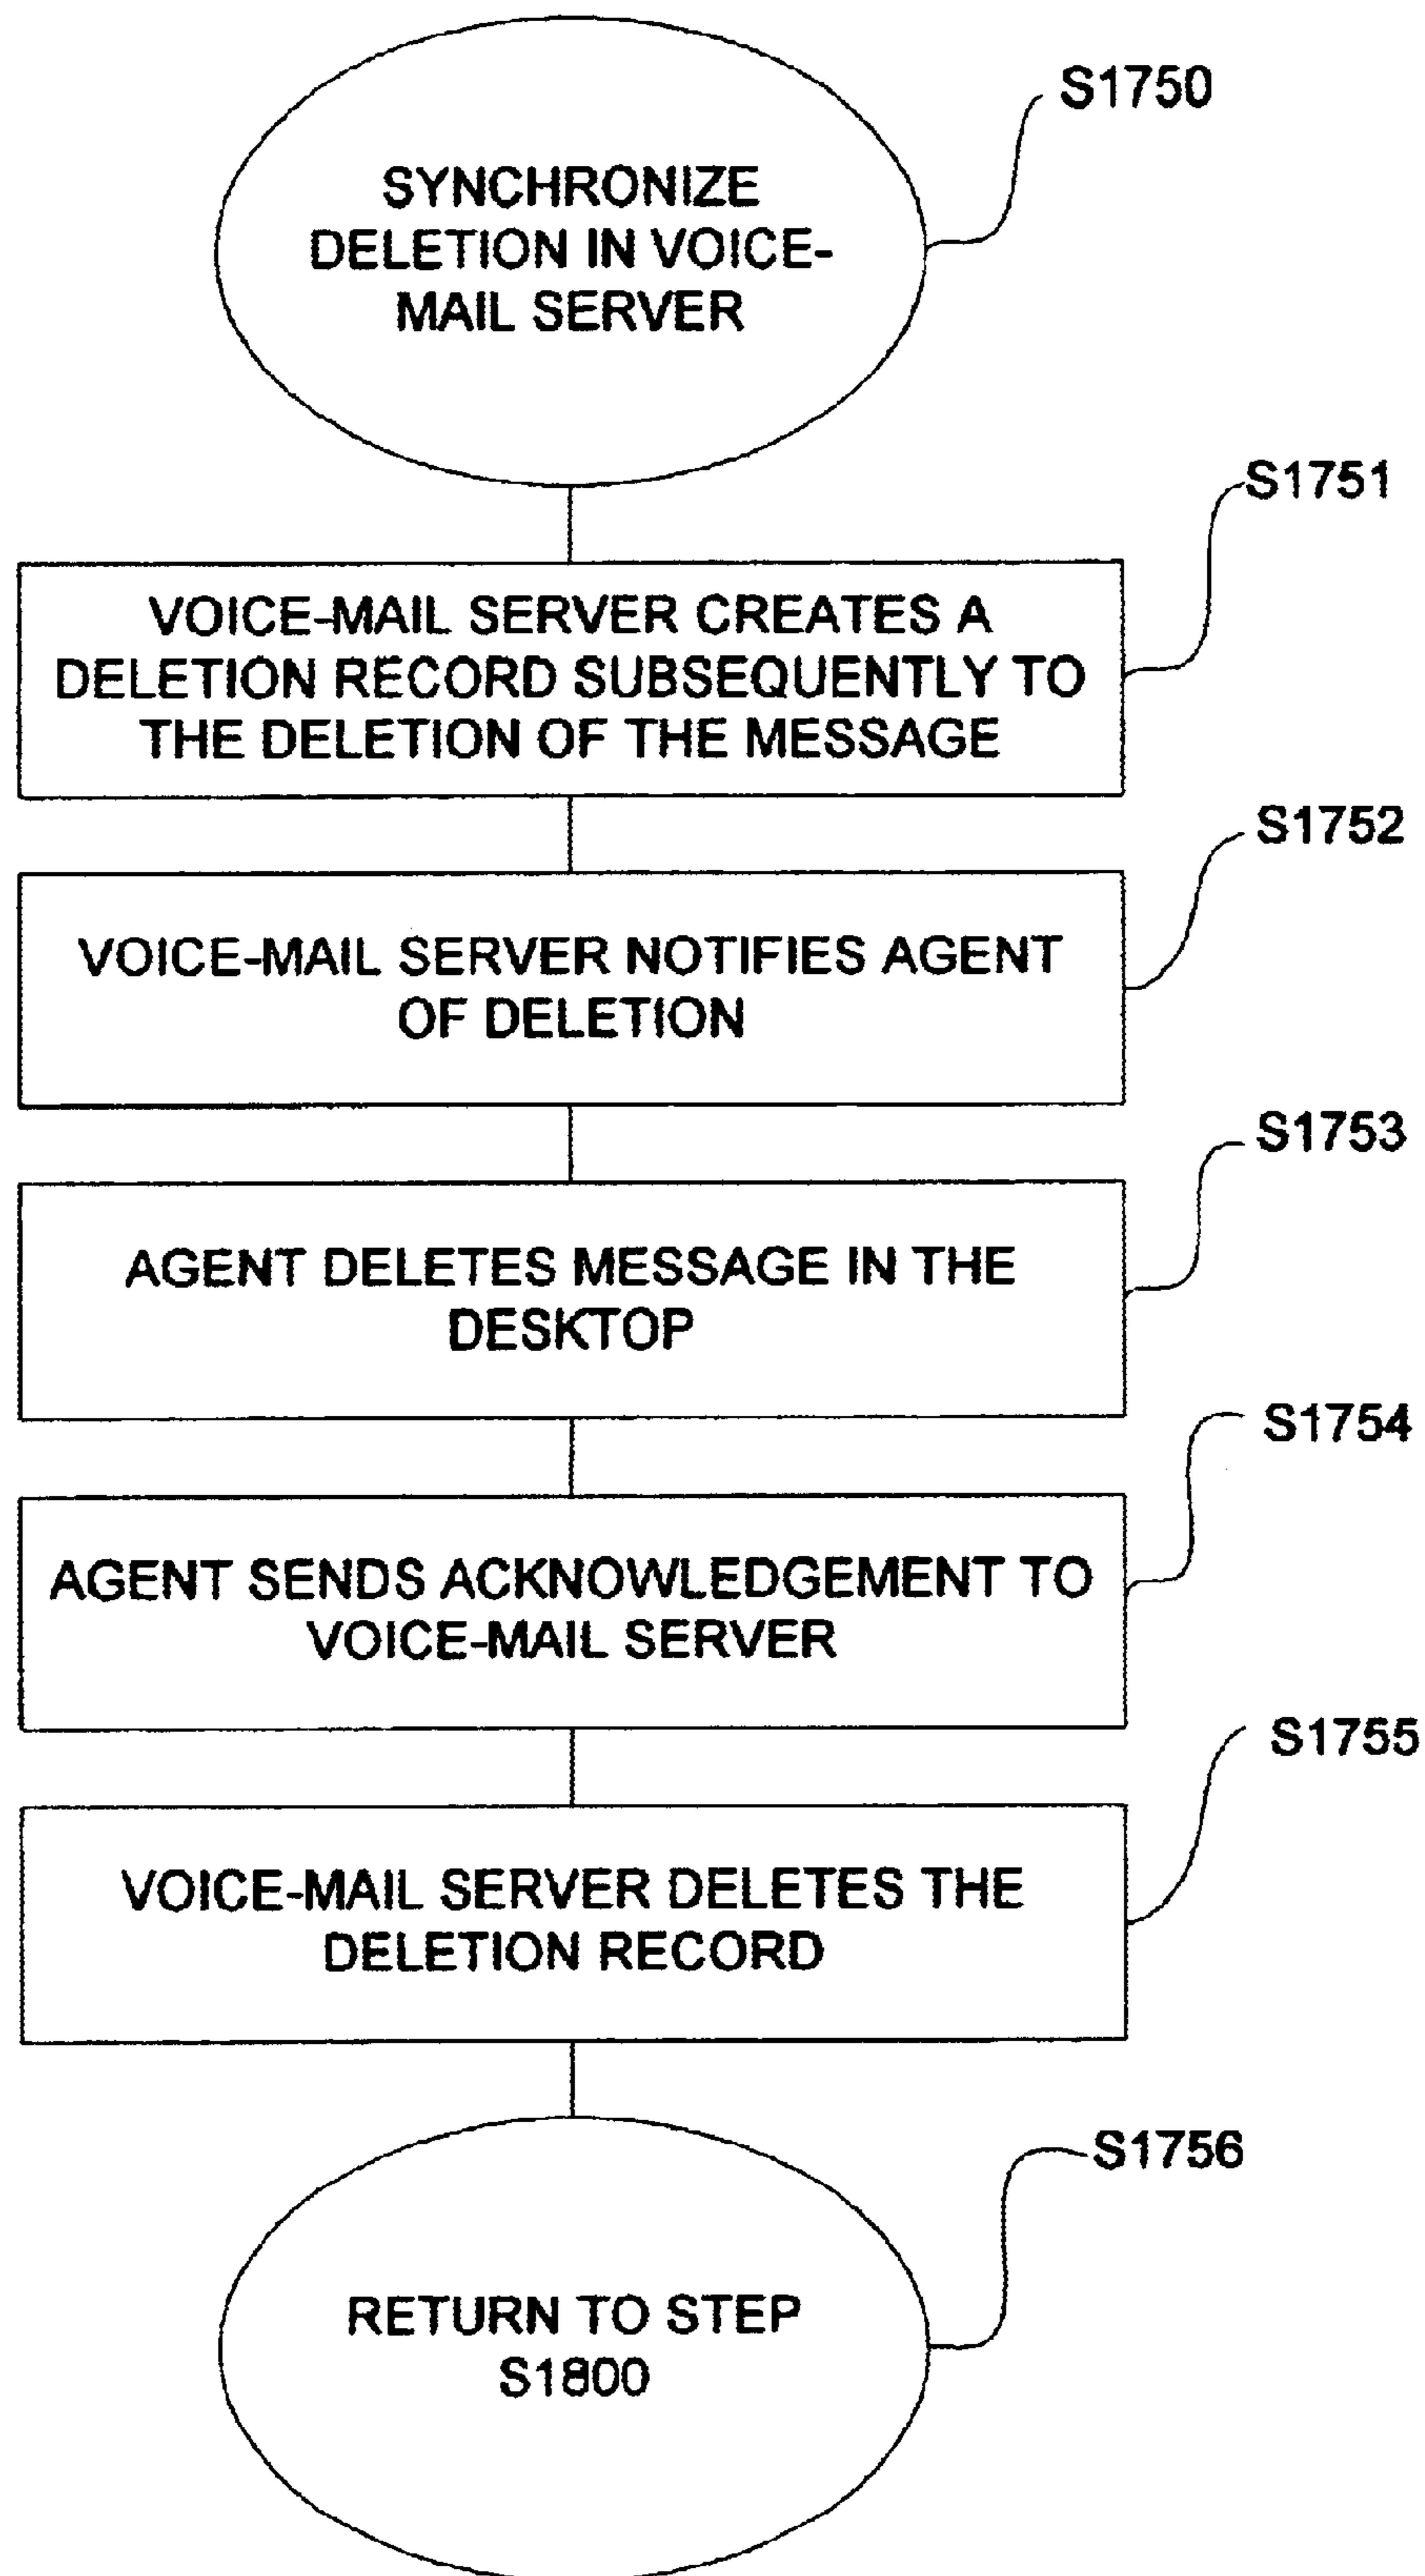 S1750
SYNCHRONIZE
DELETION IN VOICE-
MAIL SERVER
S1751
VOICE-MAIL SERVER CREATES A
DELETION RECORD SUBSEQUENTLY TO
THE DELETION OF THE MESSAGE
S1752
VOICE-MAIL SERVER NOTIFIES AGENT
OF DELETION
S1753
AGENT DELETES MESSAGE IN THE
DESKTOP
S1754
AGENT SENDS ACKNOWLEDGEMENT TO
VOICE-MAIL SERVER
S1755
VOICE-MAIL SERVER DELETES THE
DELETION RECORD
S1756
RETURN TO STEP
S1800